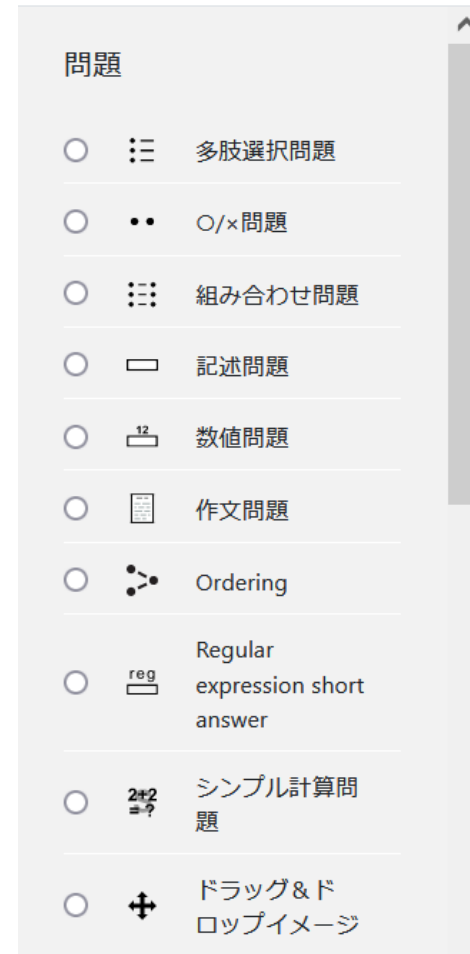 問題
多肢選択問題
○/×問題
組み合わせ問題
記述問題
12
数値問題
作文問題
Ordering
reg
Regular
expression short
answer
2+2
=?
シンプル計算問
題
ドラッグ&ド
ロップイメージ